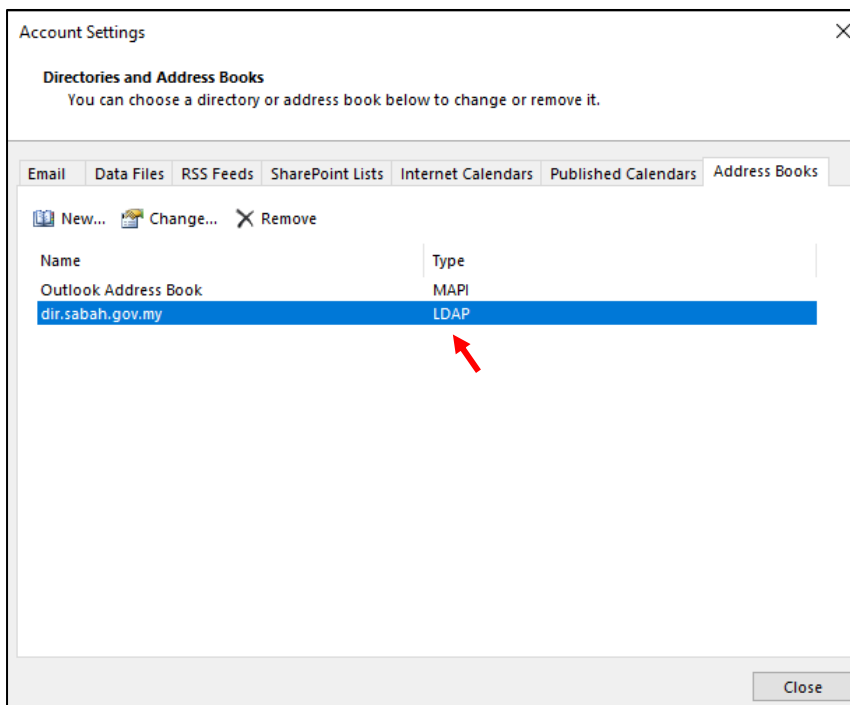 Account Settings
Directories and Address Books
You can choose a directory or address book below to change or remove it.
Email Data Files RSS Feeds SharePoint Lists Internet Calendars Published Calendars Address Books
New... Change... Remove
Name Type
Outlook Address Book MAPI
dir.sabah.gov.my LDAP
Close